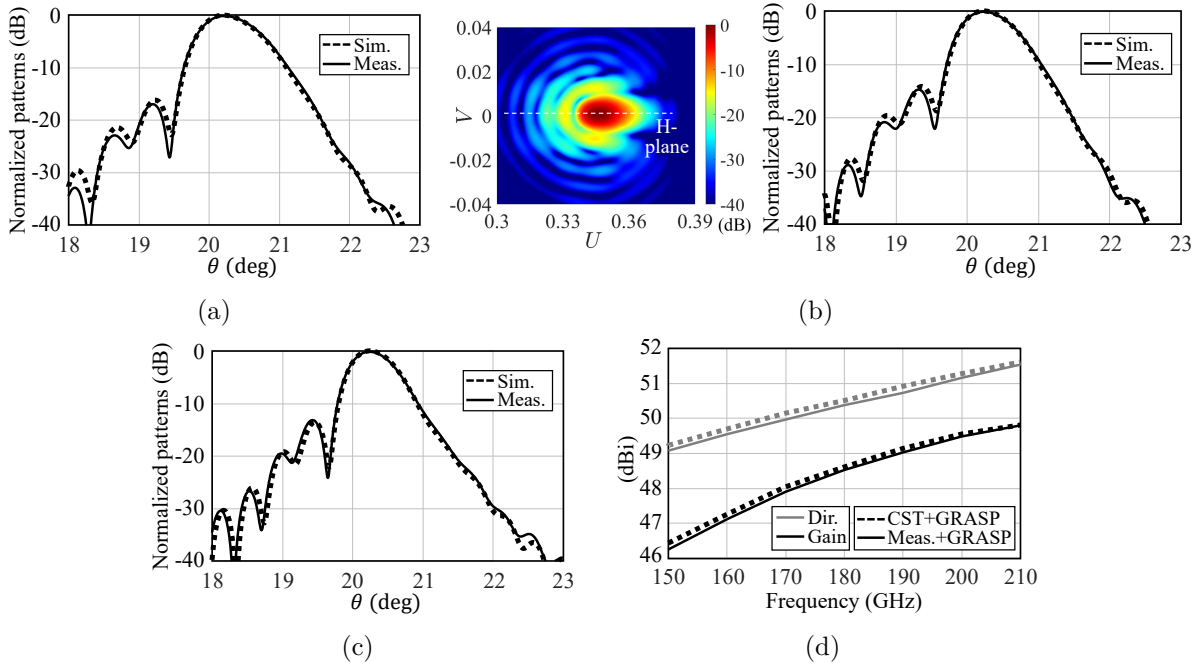 Normalized patterns (dB)
0
-10
-20
-30
-40
18 19 20 21 22 23
θ (deg)
Sim.
Meas.
(a)
V
0.04
0.02
0
-0.02
-0.04
0.3 0.33 0.36 0.39
U
H-
plane
0
-10
-20
-30
-40
(dB)
Normalized patterns (dB)
0
-10
-20
-30
-40
18 19 20 21 22 23
θ (deg)
Sim.
Meas.
(b)
Normalized patterns (dB)
0
-10
-20
-30
-40
18 19 20 21 22 23
θ (deg)
Sim.
Meas.
(c)
(dBi)
52
51
50
49
48
47
46
150 160 170 180 190 200 210
Frequency (GHz)
Dir.
Gain
CST+GRASP
Meas.+GRASP
(d)